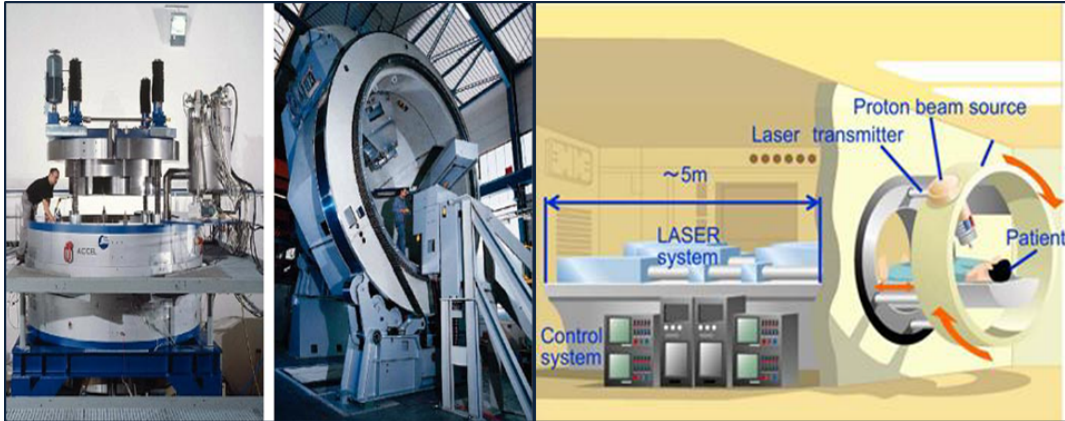 ACCEL
Proton beam source
Laser transmitter
~5m
LASER
system
Patient
Control
system